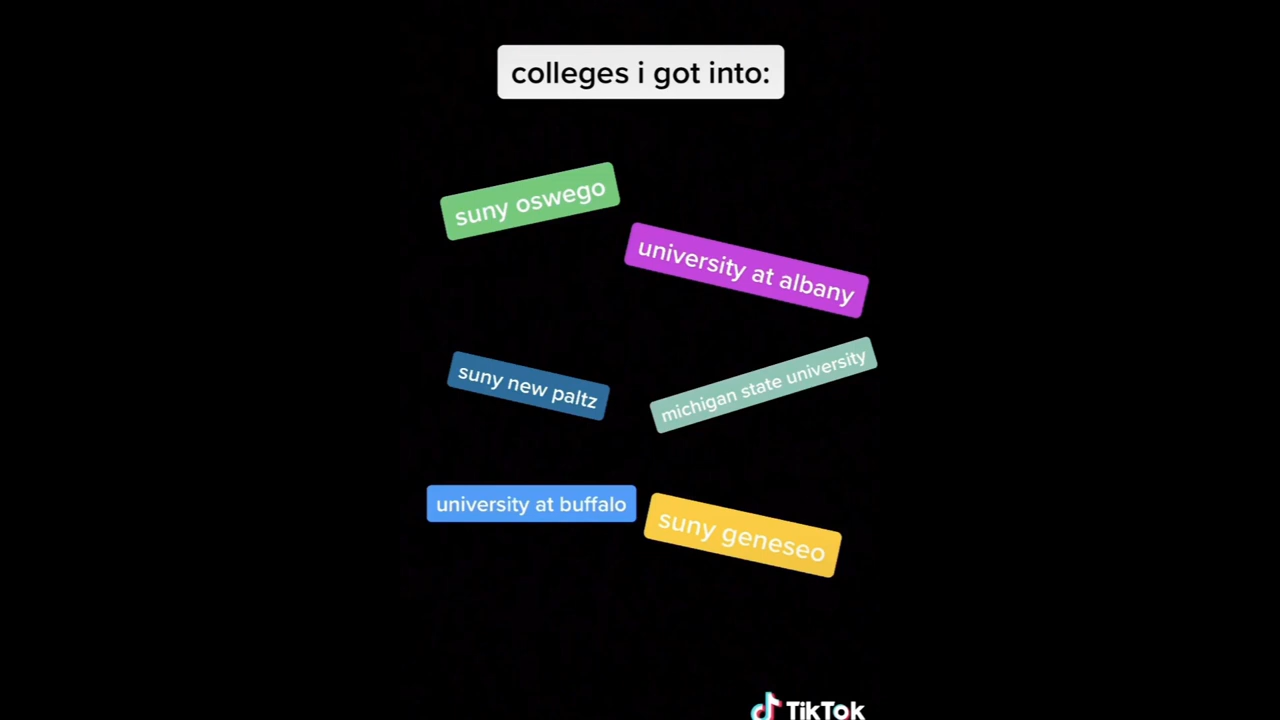 colleges i got into:
suny oswego
university at albany
suny new paltz
michigan state university
university at buffalo
suny geneseo
TikTok